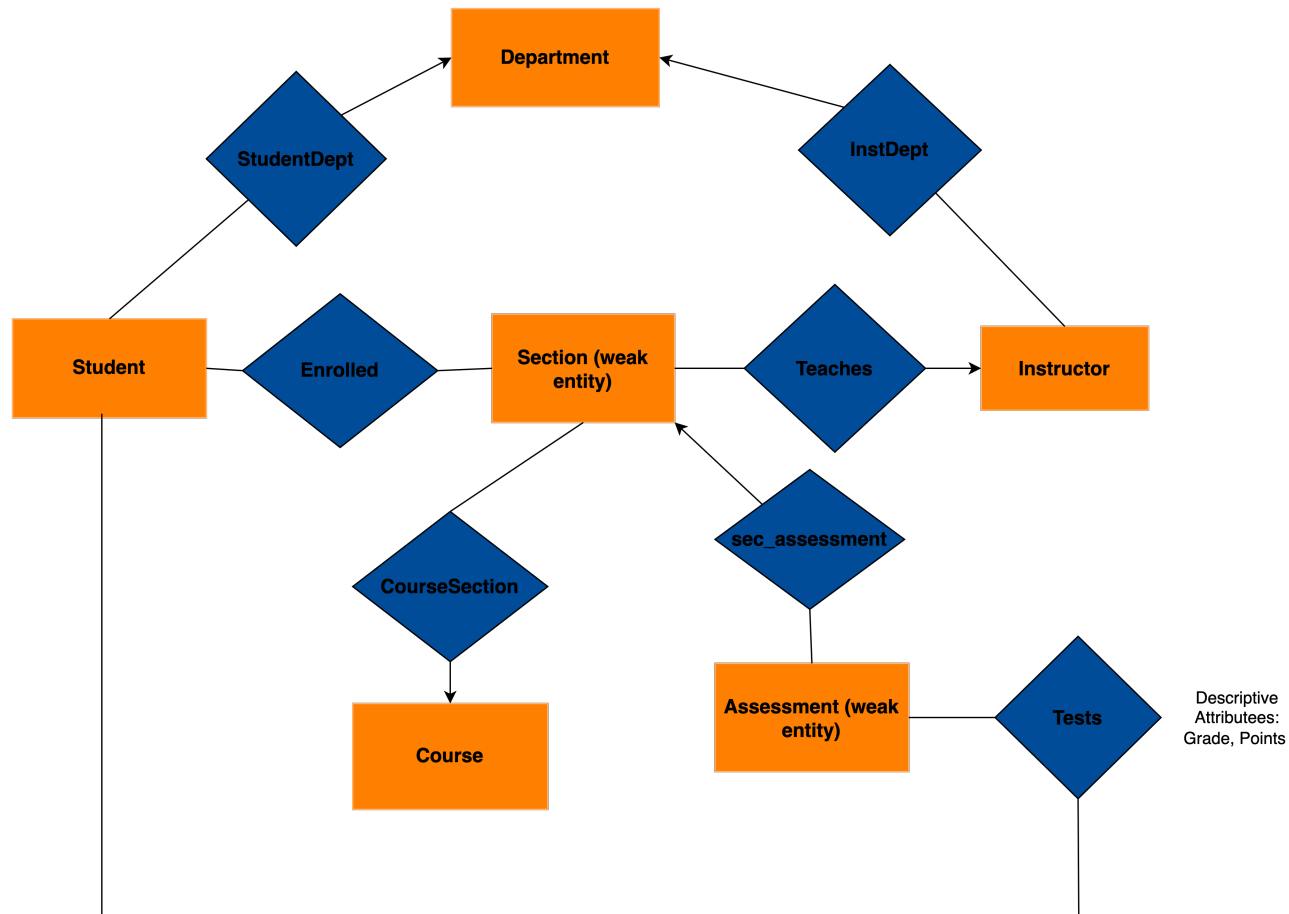 Department
StudentDept
InstDept
Student
Enrolled
Section (weak
entity)
Teaches
Instructor
CourseSection
sec_assessment
Course
Assessment (weak
entity)
Tests
Descriptive
Attributees:
Grade, Points